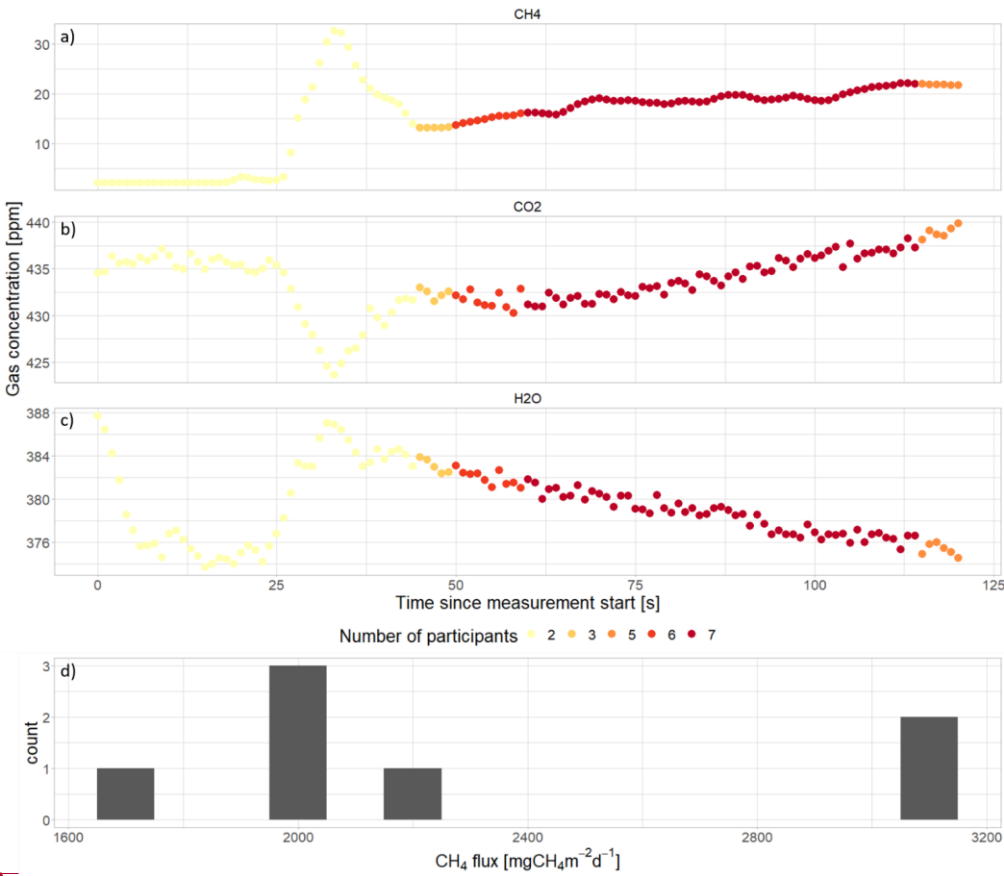 CH4
a)
30
20
10
CO2
b)
440
435
430
425
Gas concentration [ppm]
H2O
c)
388
384
380
376
0 25 50 75 100 125
Time since measurement start [s]
Number of participants 2 3 5 6 7
d)
3
2
1
0
count
1600 2000 2400 2800 3200
CH₄ flux [mgCH₄m⁻²d⁻¹]